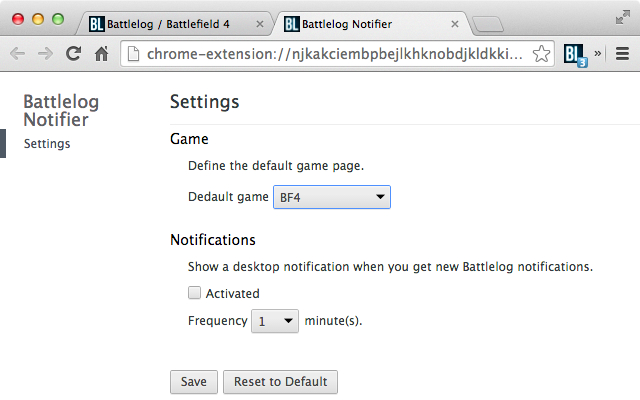 BL Battlelog / Battlefield 4
BL Battlelog Notifier
chrome-extension://njkakciembpbejlkhknobdjkldkki...
BL 3 »
Battlelog
Notifier
Settings
Settings
Game
Define the default game page.
Dedault game BF4
Notifications
Show a desktop notification when you get new Battlelog notifications.
Activated
Frequency 1 minute(s).
Save Reset to Default